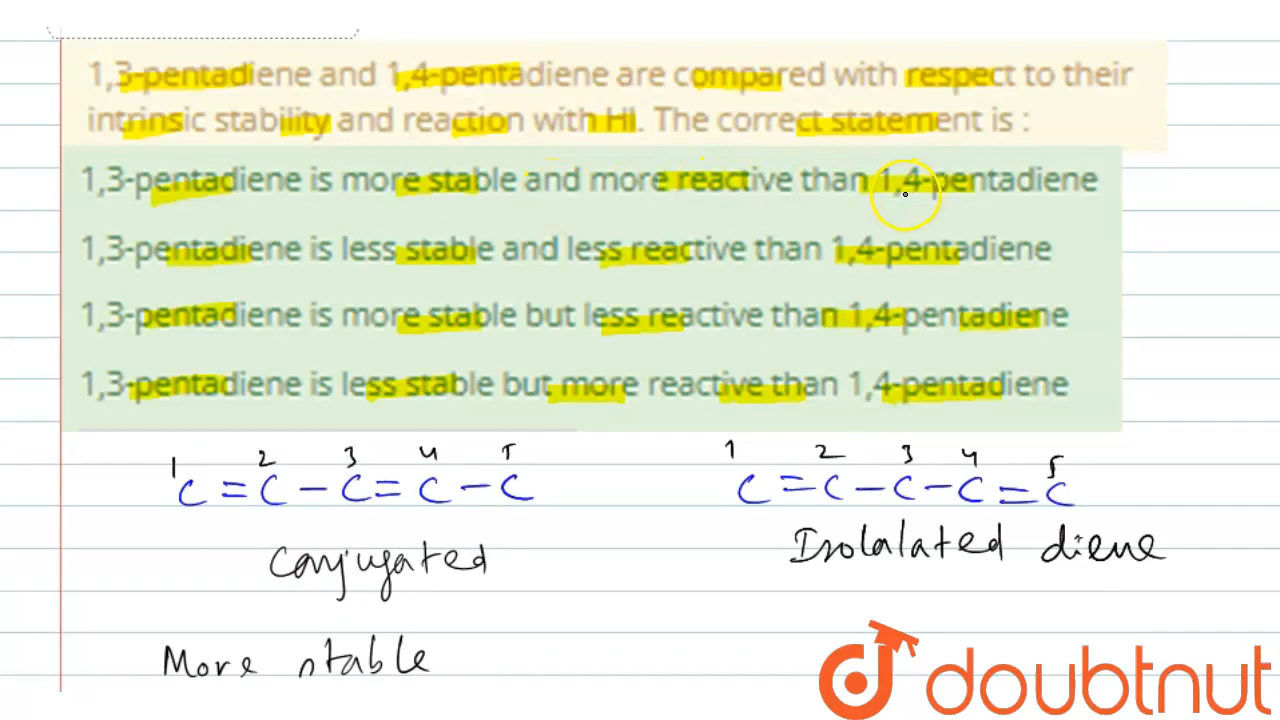 1,3-pentadiene and 1,4-pentadiene are compared with respect to their
intrinsic stability and reaction with HI. The correct statement is :
1,3-pentadiene is more stable and more reactive than 1,4-pentadiene
1,3-pentadiene is less stable and less reactive than 1,4-pentadiene
1,3-pentadiene is more stable but less reactive than 1,4-pentadiene
1,3-pentadiene is less stable but more reactive than 1,4-pentadiene
1 2 3 4 5
C = C - C = C - C
1 2 3 4 5
C = C - C - C = C
Conjugated
Isolalated diene
More stable
doubtnut